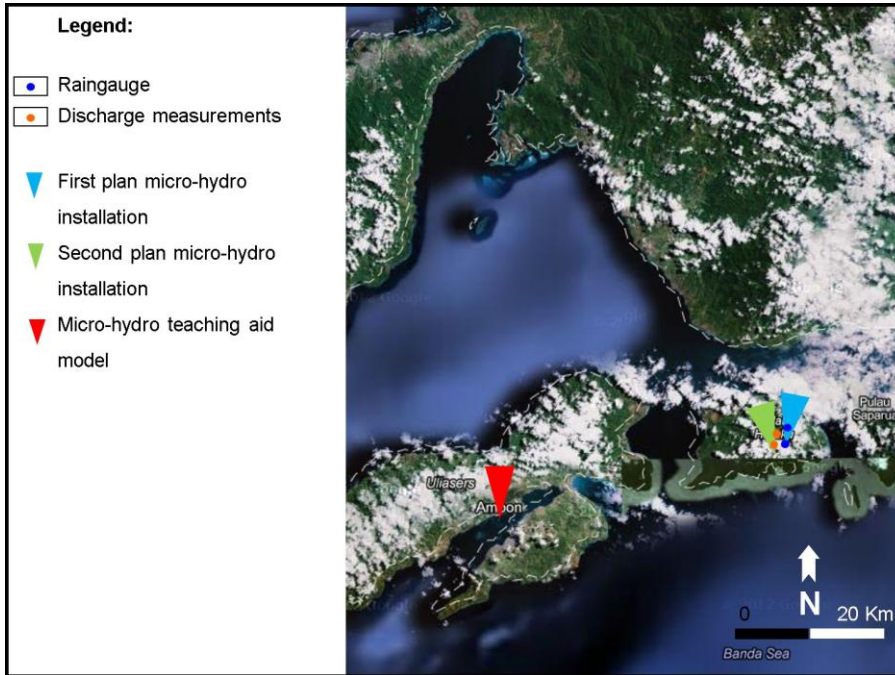 Legend:
Raingauge
Discharge measurements
First plan micro-hydro
installation
Second plan micro-hydro
installation
Micro-hydro teaching aid
model
Pulau
Saparua
Uliasers
Ambon
N
0
20 Km
Banda Sea